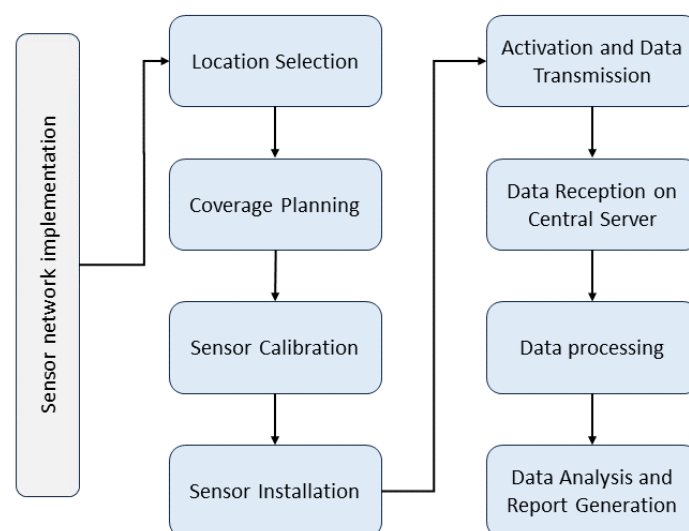 Sensor network implementation
Location Selection
Coverage Planning
Sensor Calibration
Sensor Installation
Activation and Data
Transmission
Data Reception on
Central Server
Data processing
Data Analysis and
Report Generation